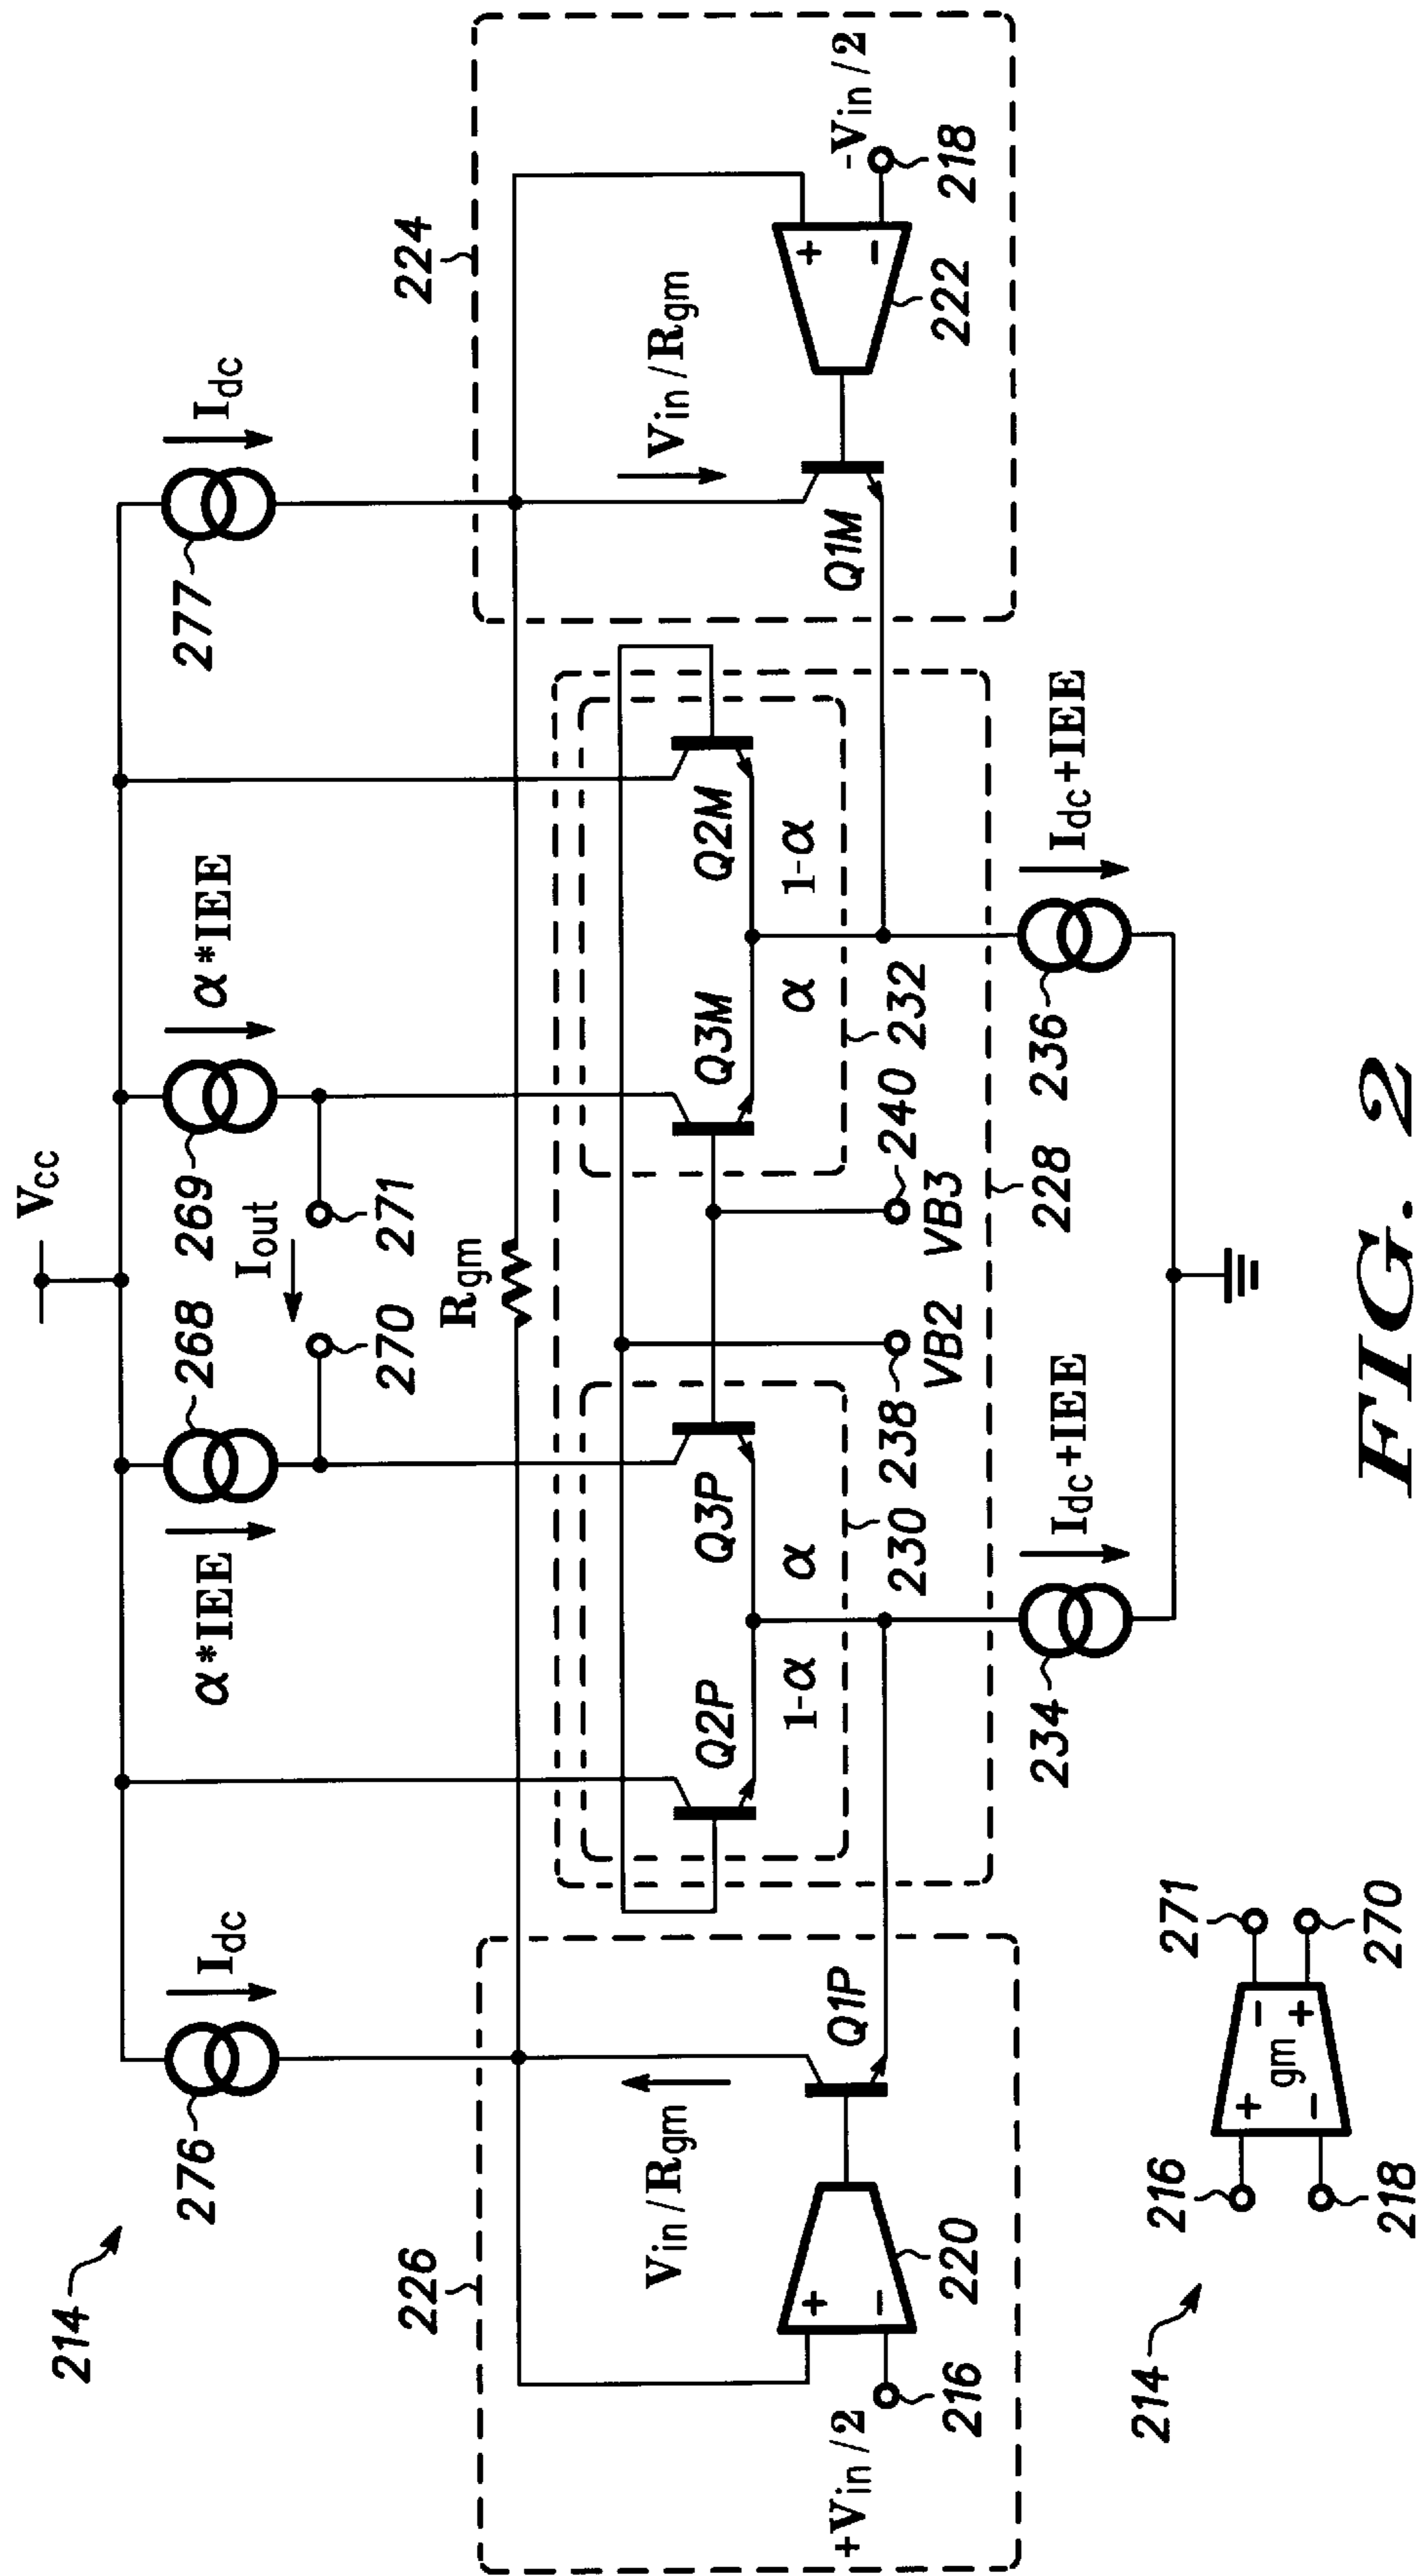 214
Vcc
276
Idc
α*IEE
268
269
α*IEE
277
Idc
Iout
270
271
226
Rgm
224
Vin/Rgm
Vin/Rgm
Q2P
Q3P
Q3M
Q2M
1-α
α
α
1-α
Q1P
Q1M
+
−
220
+
−
222
+Vin/2
216
-Vin/2
218
230
238
VB2
240
VB3
232
228
234
Idc+IEE
236
Idc+IEE
214
216
218
+
−
gm
−
+
271
270
FIG. 2